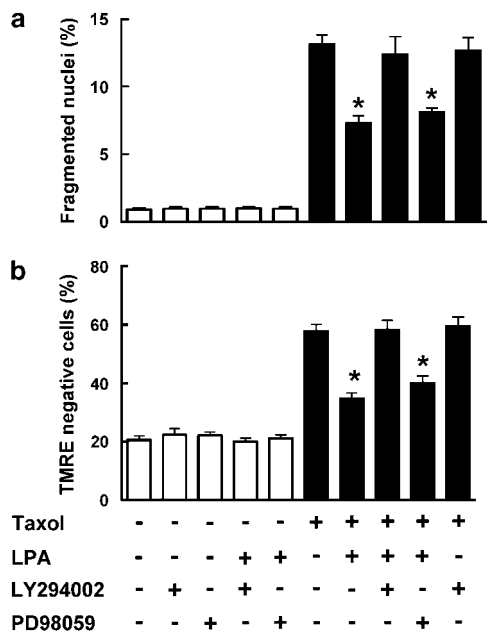 a
Fragmented nuclei (%)
15
10
5
0
* *
b
TMRE negative cells (%)
80
60
40
20
0
* *
Taxol - - - - - + + + + +
LPA - - - + + - + + + -
LY294002 - + - + - - - + - +
PD98059 - - + - + - - - + -